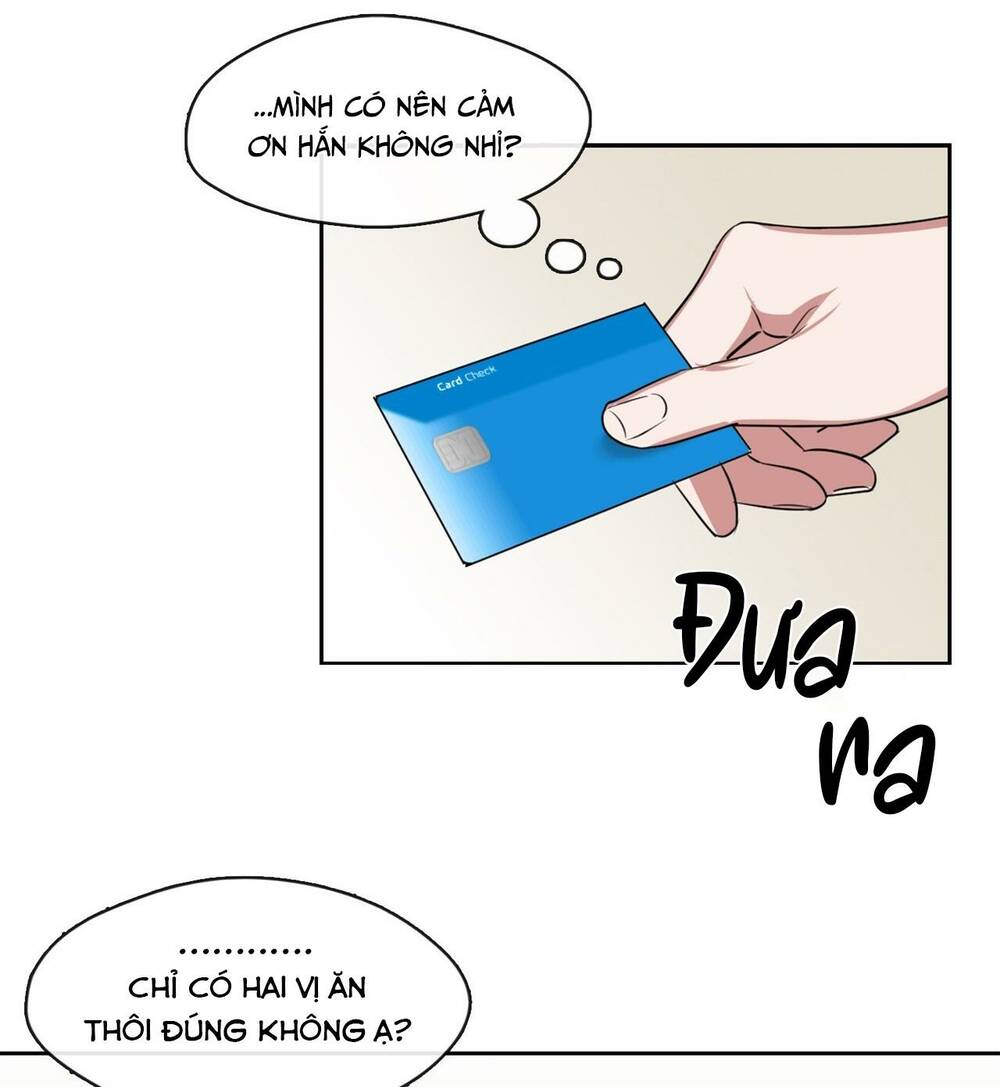 ...MÌNH CÓ NÊN CẢM
ƠN HẮN KHÔNG NHỈ?
Card Check
Đưa
ra
............
CHỈ CÓ HAI VỊ ĂN
THÔI ĐÚNG KHÔNG Ạ?